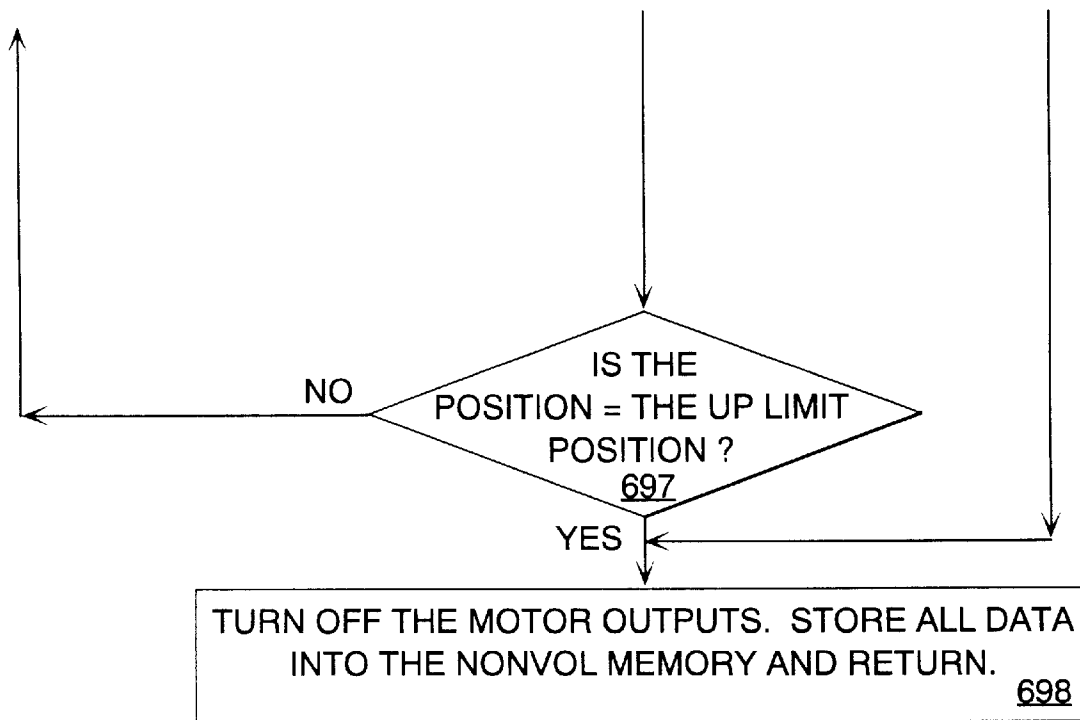 IS THE
NO
POSITION = THE UP LIMIT
POSITION ?
697
YES
TURN OFF THE MOTOR OUTPUTS. STORE ALL DATA
INTO THE NONVOL MEMORY AND RETURN.
698